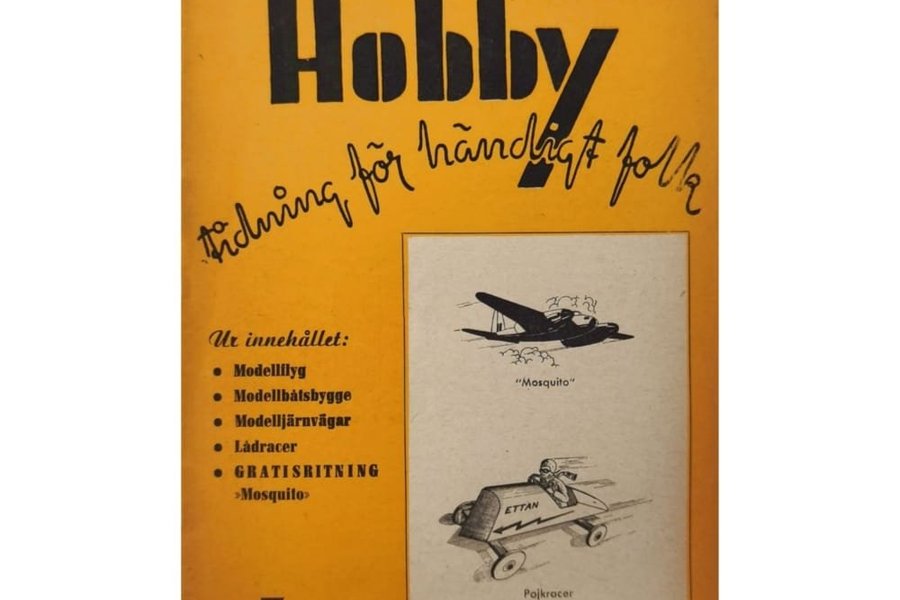 Hobby
tidning för händigt folk
Ur innehållet:
• Modellflyg
• Modellbåtsbygge
• Modelljärnvägar
• Lådracer
• GRATISRITNING
»Mosquito»
"Mosquito"
ETTAN
Pojkracer